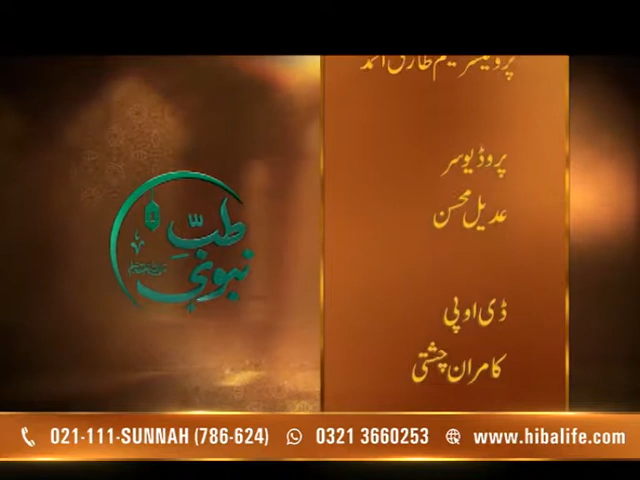 طبِّ
نبوی
پروفیسر حکیم طارق احمد
پروڈیوسر
عدیل محسن
ڈی او پی
کامران چشتی
021-111-SUNNAH (786-624) 0321 3660253 www.hibalife.com